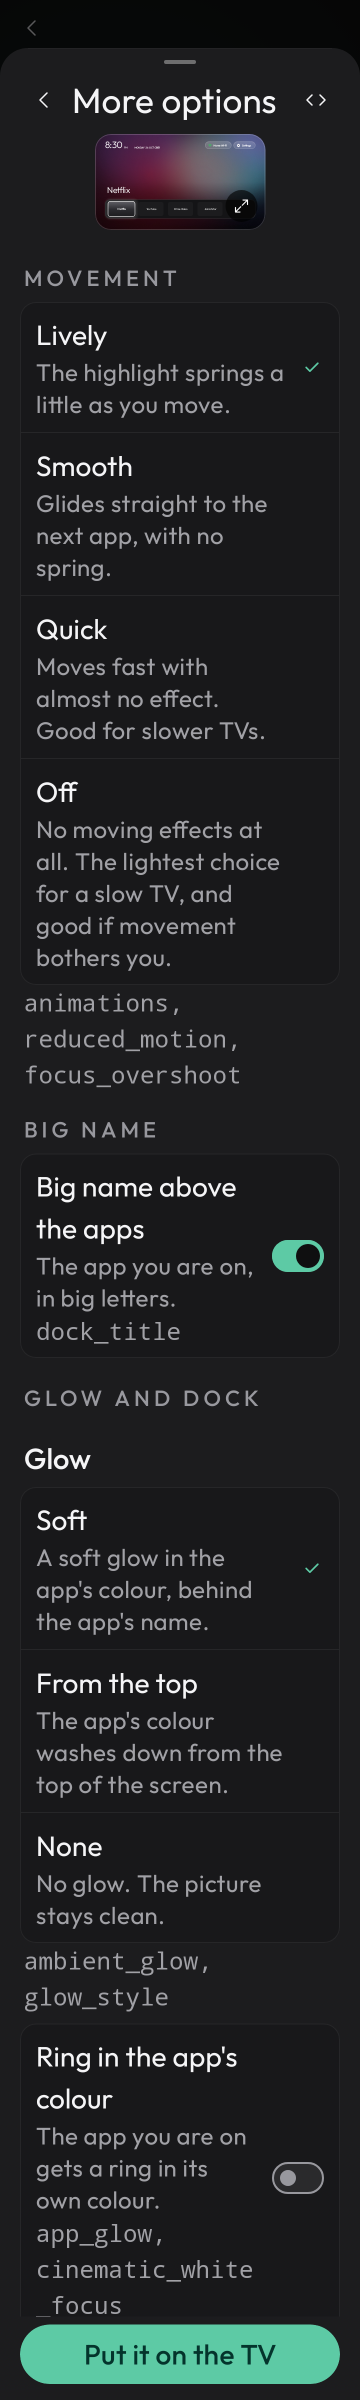 More options
8:30
Netflix
MOVEMENT
Lively
The highlight springs a
little as you move.
Smooth
Glides straight to the
next app, with no
spring.
Quick
Moves fast with
almost no effect.
Good for slower TVs.
Off
No moving effects at
all. The lightest choice
for a slow TV, and
good if movement
bothers you.
animations,
reduced_motion,
focus_overshoot
BIG NAME
Big name above
the apps
The app you are on,
in big letters.
dock_title
GLOW AND DOCK
Glow
Soft
A soft glow in the
app's colour, behind
the app's name.
From the top
The app's colour
washes down from the
top of the screen.
None
No glow. The picture
stays clean.
ambient_glow,
glow_style
Ring in the app's
colour
The app you are on
gets a ring in its
own colour.
app_glow,
cinematic_white
_focus
Put it on the TV